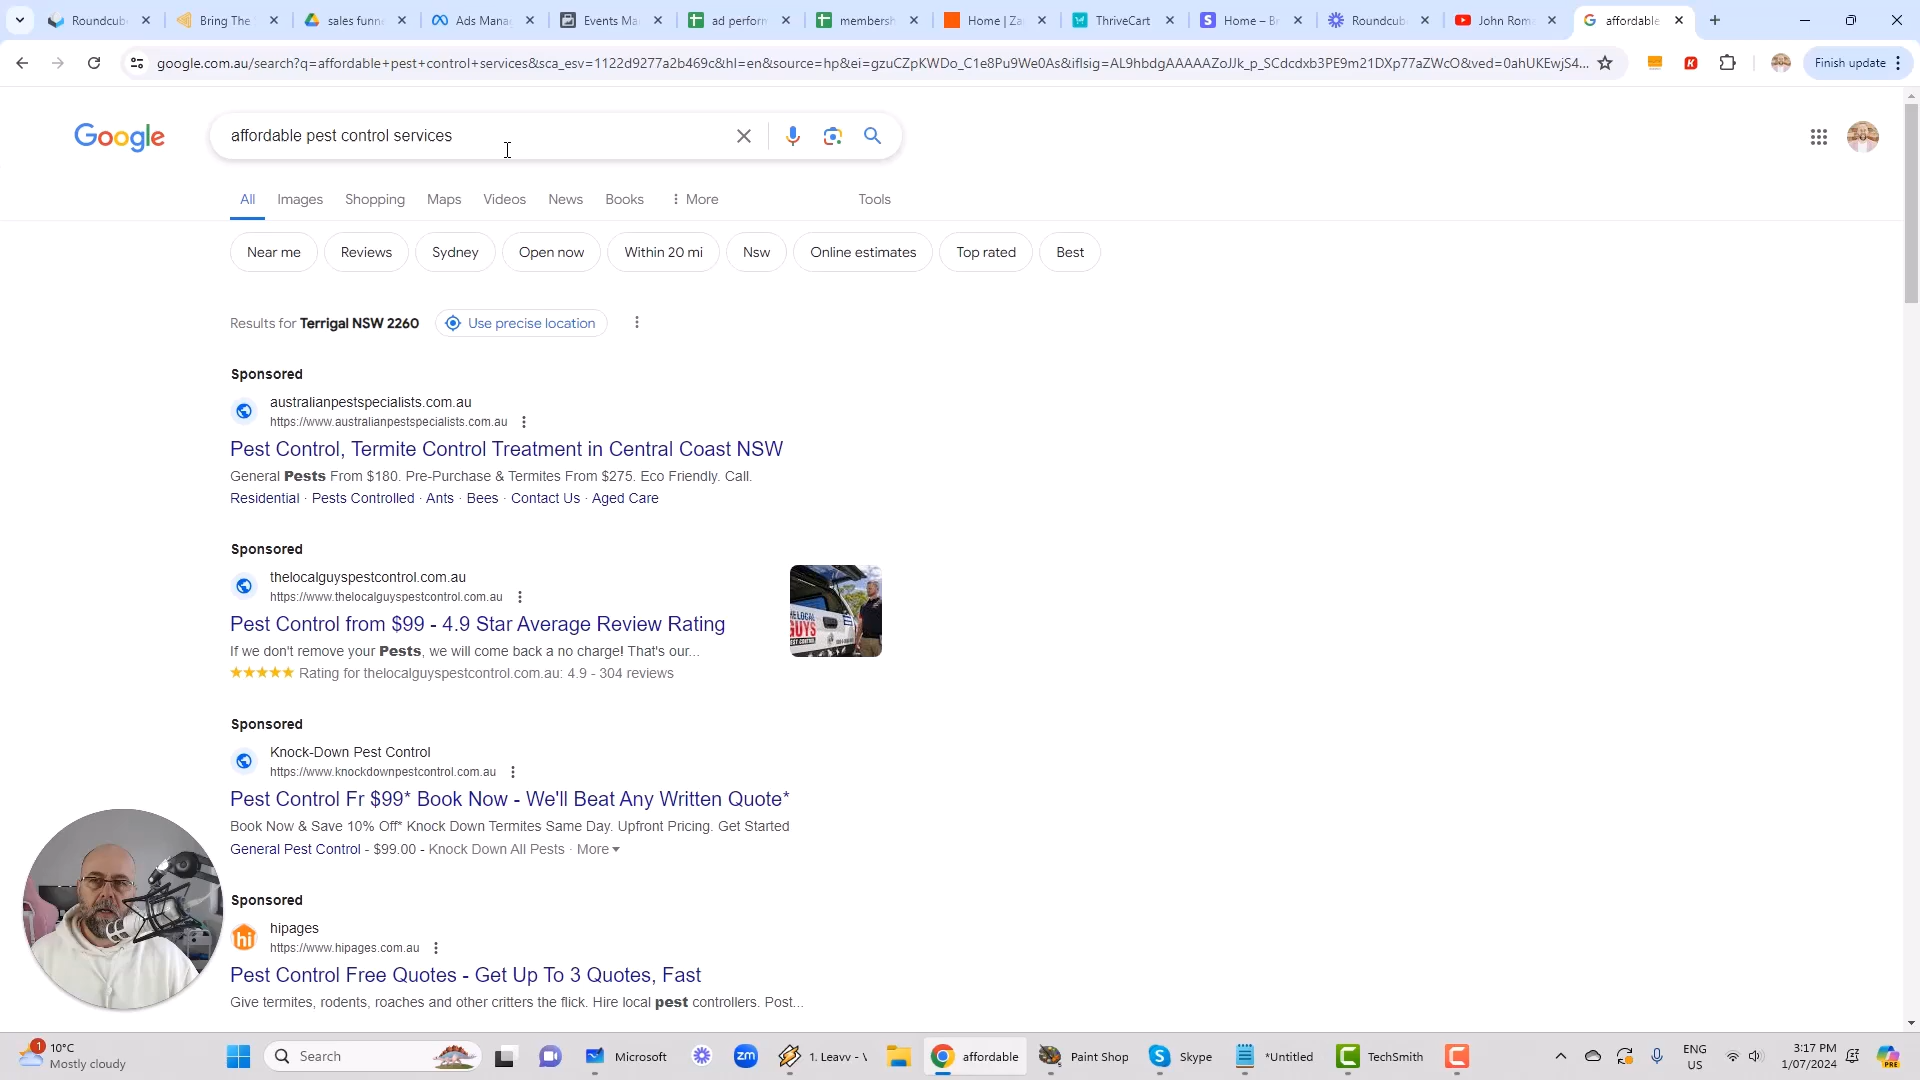 Roundcub
Bring The
sales funne
Ads Mana
Events Ma
ad perform
membersh
Home | Za
ThriveCart
Home – B
Roundcub
John Rom
affordable
google.com.au/search?q=affordable+pest+control+services&sca_esv=1122d9277a2b469c&hl=en&source=hp&ei=gzuCZpKWDo_C1e8Pu9We0As&iflsig=AL9hbdgAAAAAZoJJk_p_SCdcdxb3PE9m21DXp77aZWcO&ved=0ahUKEwjS4...
Finish update
Google
affordable pest control services
All Images Shopping Maps Videos News Books More Tools
Near me Reviews Sydney Open now Within 20 mi Nsw Online estimates Top rated Best
Results for Terrigal NSW 2260 Use precise location
Sponsored
australianpestspecialists.com.au
https://www.australianpestspecialists.com.au
Pest Control, Termite Control Treatment in Central Coast NSW
General Pests From $180. Pre-Purchase & Termites From $275. Eco Friendly. Call.
Residential · Pests Controlled · Ants · Bees · Contact Us · Aged Care
Sponsored
thelocalguyspestcontrol.com.au
https://www.thelocalguyspestcontrol.com.au
Pest Control from $99 - 4.9 Star Average Review Rating
If we don't remove your Pests, we will come back a no charge! That's our...
Rating for thelocalguyspestcontrol.com.au: 4.9 - 304 reviews
Sponsored
Knock-Down Pest Control
https://www.knockdownpestcontrol.com.au
Pest Control Fr $99* Book Now - We'll Beat Any Written Quote*
Book Now & Save 10% Off* Knock Down Termites Same Day. Upfront Pricing. Get Started
General Pest Control - $99.00 - Knock Down All Pests · More
Sponsored
hi
hipages
https://www.hipages.com.au
Pest Control Free Quotes - Get Up To 3 Quotes, Fast
Give termites, rodents, roaches and other critters the flick. Hire local pest controllers. Post...
1
10°C
Mostly cloudy
Search
Microsoft
zm
1. Leavv - V
affordable
Paint Shop
Skype
*Untitled
TechSmith
ENG
US
3:17 PM
1/07/2024
PRE